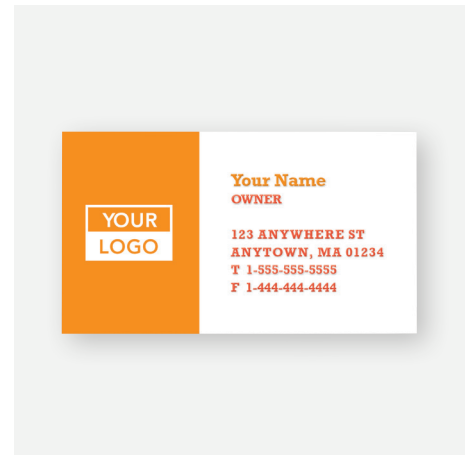 YOUR
LOGO
Your Name
OWNER
123 ANYWHERE ST
ANYTOWN, MA 01234
T 1-555-555-5555
F 1-444-444-4444